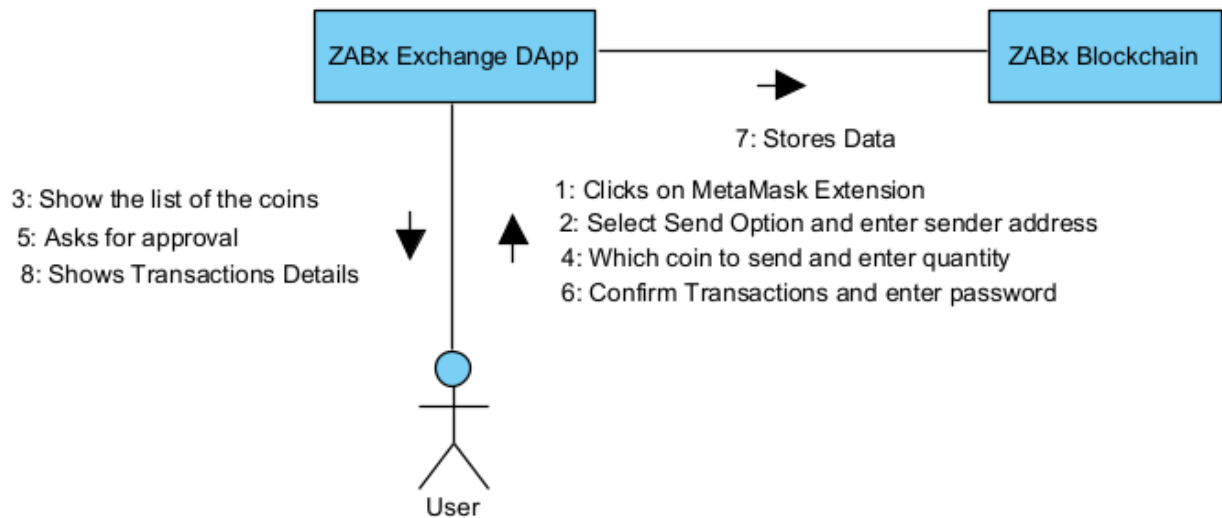 ZABx Exchange DApp
ZABx Blockchain
7: Stores Data
3: Show the list of the coins
5: Asks for approval
8: Shows Transactions Details
1: Clicks on MetaMask Extension
2: Select Send Option and enter sender address
4: Which coin to send and enter quantity
6: Confirm Transactions and enter password
User